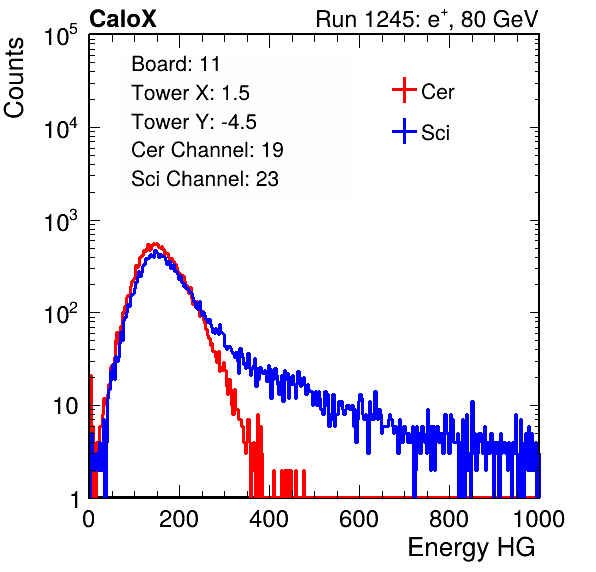 CaloX Run 1245: e⁺, 80 GeV
Counts
Board: 11
Tower X: 1.5
Tower Y: -4.5
Cer Channel: 19
Sci Channel: 23
Cer
Sci
10⁵
10⁴
10³
10²
10
1
0 200 400 600 800 1000
Energy HG